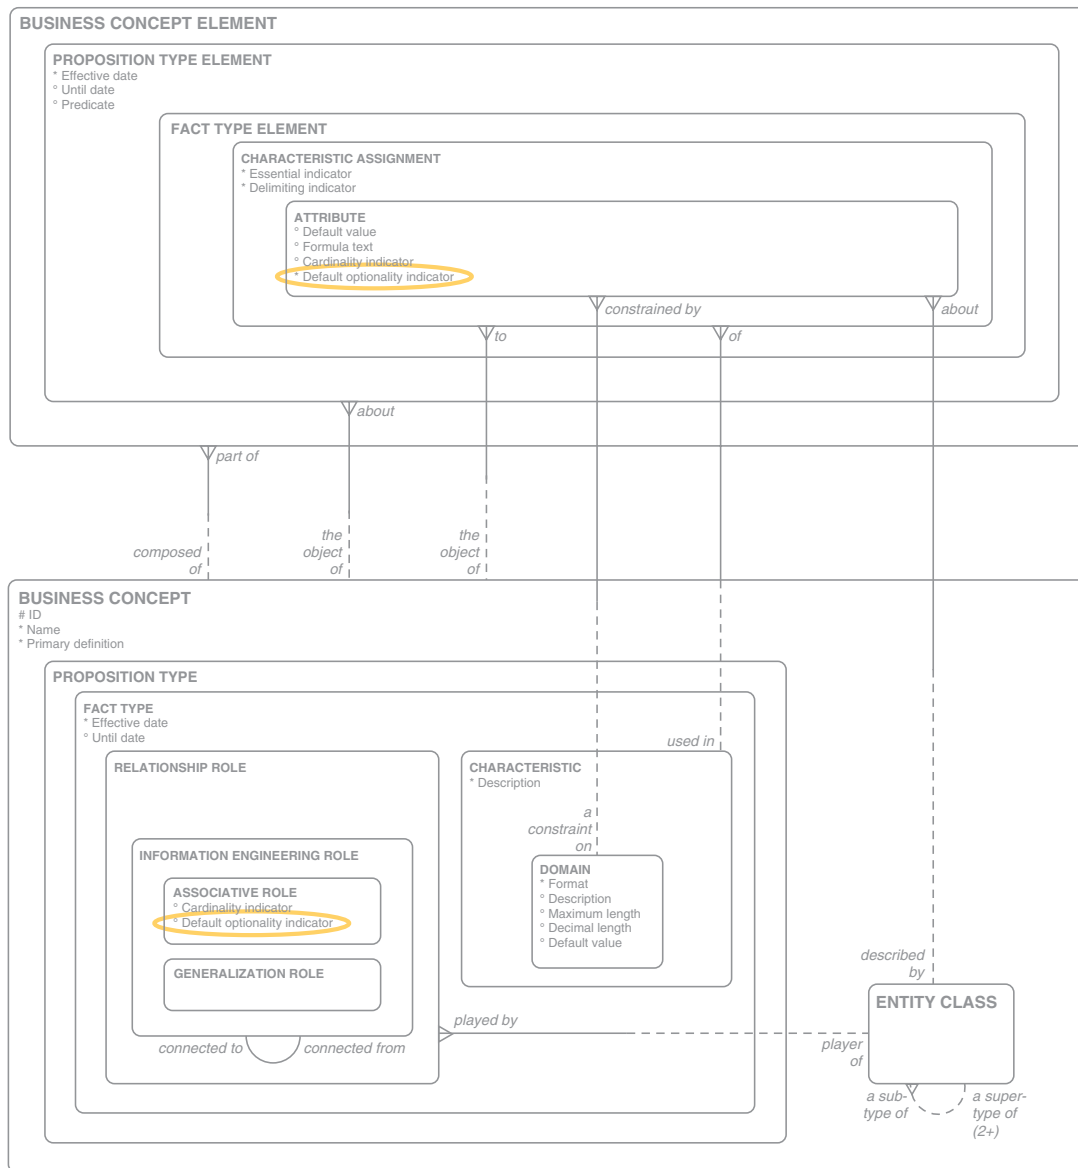 BUSINESS CONCEPT ELEMENT
PROPOSITION TYPE ELEMENT
* Effective date
° Until date
° Predicate
FACT TYPE ELEMENT
CHARACTERISTIC ASSIGNMENT
* Essential indicator
* Delimiting indicator
ATTRIBUTE
° Default value
° Formula text
° Cardinality indicator
* Default optionality indicator
constrained by
about
to
of
about
part of
composed
of
the
object
of
the
object
of
BUSINESS CONCEPT
# ID
* Name
* Primary definition
PROPOSITION TYPE
FACT TYPE
* Effective date
° Until date
used in
RELATIONSHIP ROLE
CHARACTERISTIC
* Description
a
constraint
on
INFORMATION ENGINEERING ROLE
DOMAIN
* Format
° Description
° Maximum length
° Decimal length
° Default value
ASSOCIATIVE ROLE
° Cardinality indicator
° Default optionality indicator
GENERALIZATION ROLE
described
by
ENTITY CLASS
played by
player
of
connected to
connected from
a sub-
type of
a super-
type of
(2+)